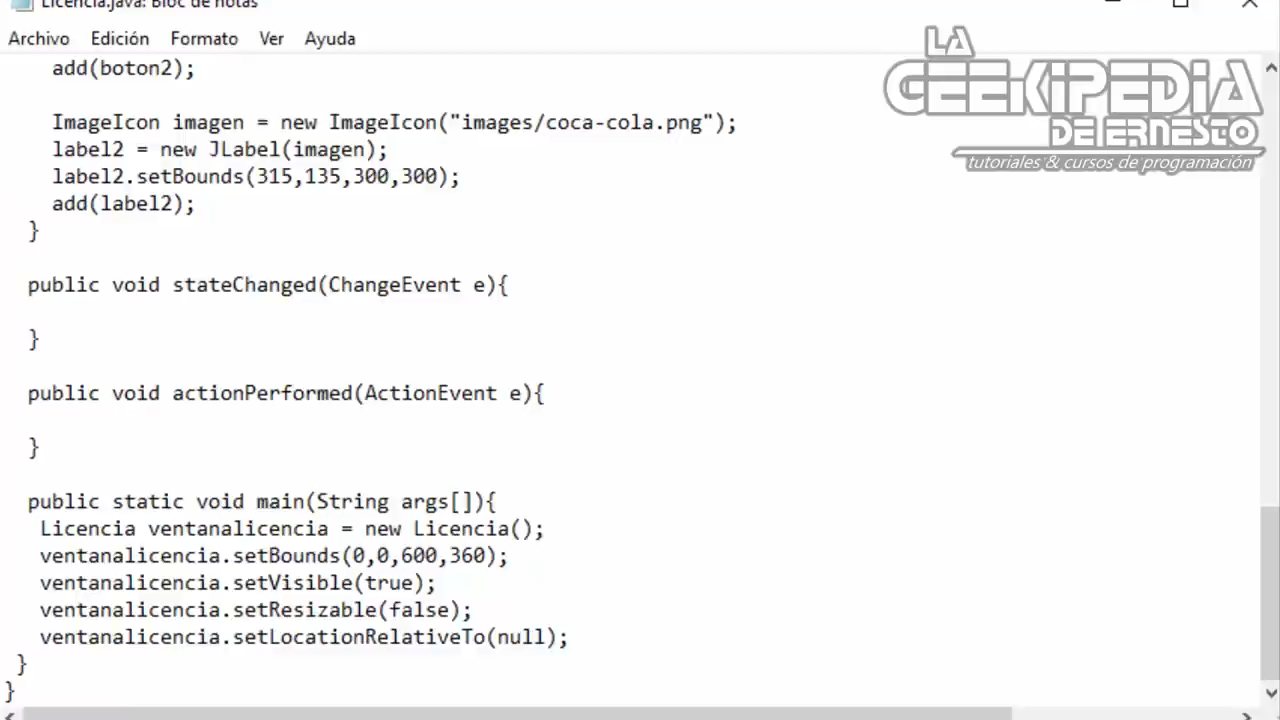 Licencia.java: Bloc de notas
Archivo Edición Formato Ver Ayuda
LA
GEEKIPEDIA
DE ERNESTO
tutoriales & cursos de programación
add(boton2);
ImageIcon imagen = new ImageIcon("images/coca-cola.png");
label2 = new JLabel(imagen);
label2.setBounds(315,135,300,300);
add(label2);
}
public void stateChanged(ChangeEvent e){
}
public void actionPerformed(ActionEvent e){
}
public static void main(String args[]){
Licencia ventanalicencia = new Licencia();
ventanalicencia.setBounds(0,0,600,360);
ventanalicencia.setVisible(true);
ventanalicencia.setResizable(false);
ventanalicencia.setLocationRelativeTo(null);
}
}